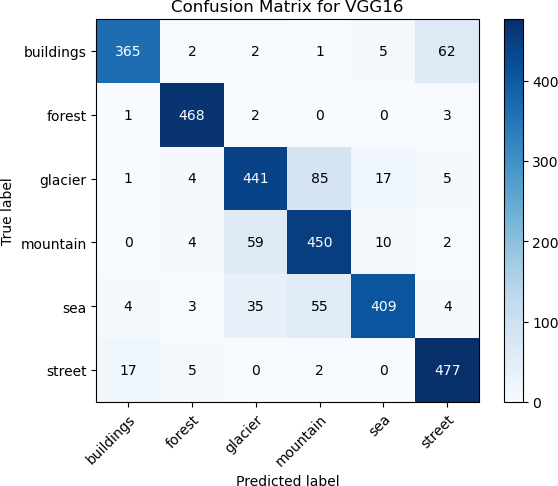 Confusion Matrix for VGG16
buildings 365 2 2 1 5 62
forest 1 468 2 0 0 3
glacier 1 4 441 85 17 5
mountain 0 4 59 450 10 2
sea 4 3 35 55 409 4
street 17 5 0 2 0 477
buildings forest glacier mountain sea street
Predicted label
True label
400
300
200
100
0